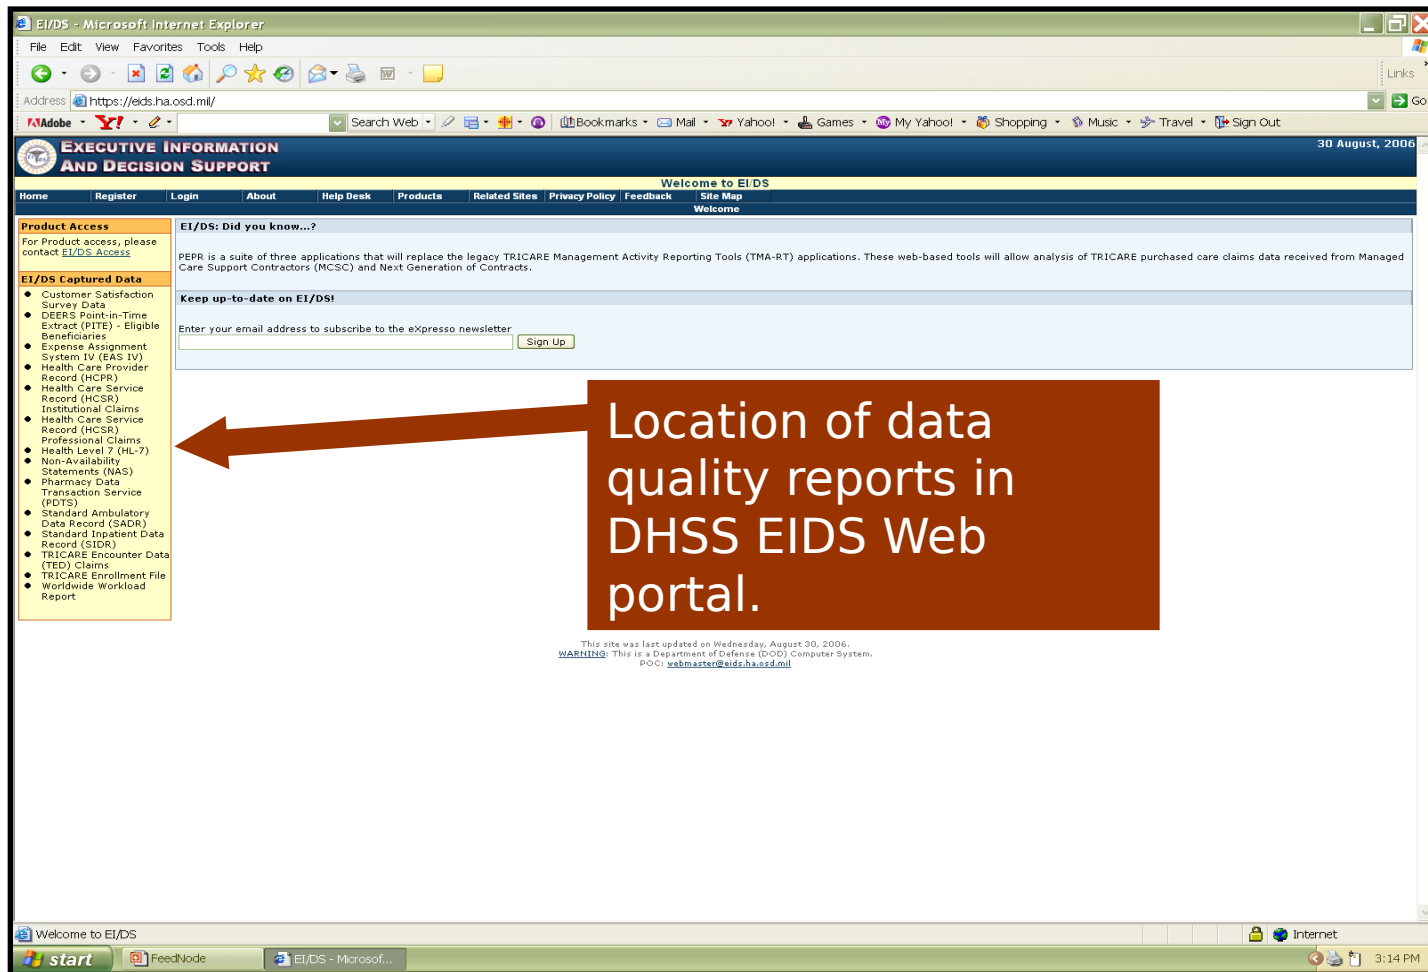 EI/DS - Microsoft Internet Explorer
File Edit View Favorites Tools Help
Links
Address https://eids.ha.osd.mil/ Go
Adobe Y! Search Web Bookmarks Mail Yahoo! Games My Yahoo! Shopping Music Travel Sign Out
EXECUTIVE INFORMATION
AND DECISION SUPPORT
30 August, 2006
Welcome to EI/DS
Home Register Login About Help Desk Products Related Sites Privacy Policy Feedback Site Map
Welcome
Product Access
For Product access, please
contact EI/DS Access
EI/DS Captured Data
Customer Satisfaction
Survey Data
DEERS Point-in-Time
Extract (PITE) - Eligible
Beneficiaries
Expense Assignment
System IV (EAS IV)
Health Care Provider
Record (HCPR)
Health Care Service
Record (HCSR)
Institutional Claims
Health Care Service
Record (HCSR)
Professional Claims
Health Level 7 (HL-7)
Non-Availability
Statements (NAS)
Pharmacy Data
Transaction Service
(PDTS)
Standard Ambulatory
Data Record (SADR)
Standard Inpatient Data
Record (SIDR)
TRICARE Encounter Data
(TED) Claims
TRICARE Enrollment File
Worldwide Workload
Report
EI/DS: Did you know...?
PEPR is a suite of three applications that will replace the legacy TRICARE Management Activity Reporting Tools (TMA-RT) applications. These web-based tools will allow analysis of TRICARE purchased care claims data received from Managed
Care Support Contractors (MCSC) and Next Generation of Contracts.
Keep up-to-date on EI/DS!
Enter your email address to subscribe to the eXpresso newsletter
Sign Up
Location of data
quality reports in
DHSS EIDS Web
portal.
This site was last updated on Wednesday, August 30, 2006.
WARNING: This is a Department of Defense (DOD) Computer System.
POC: webmaster@eids.ha.osd.mil
Welcome to EI/DS Internet
start FeedNode EI/DS - Microsof... 3:14 PM